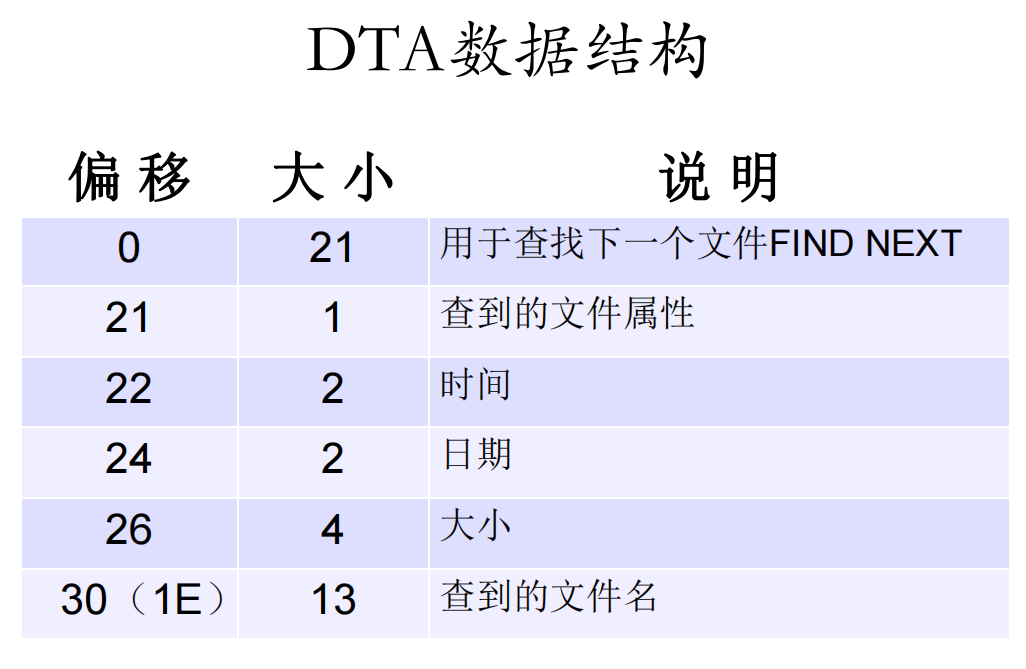 DTA数据结构
偏 移 大 小 说 明
0 21 用于查找下一个文件FIND NEXT
21 1 查到的文件属性
22 2 时间
24 2 日期
26 4 大小
30（1E） 13 查到的文件名